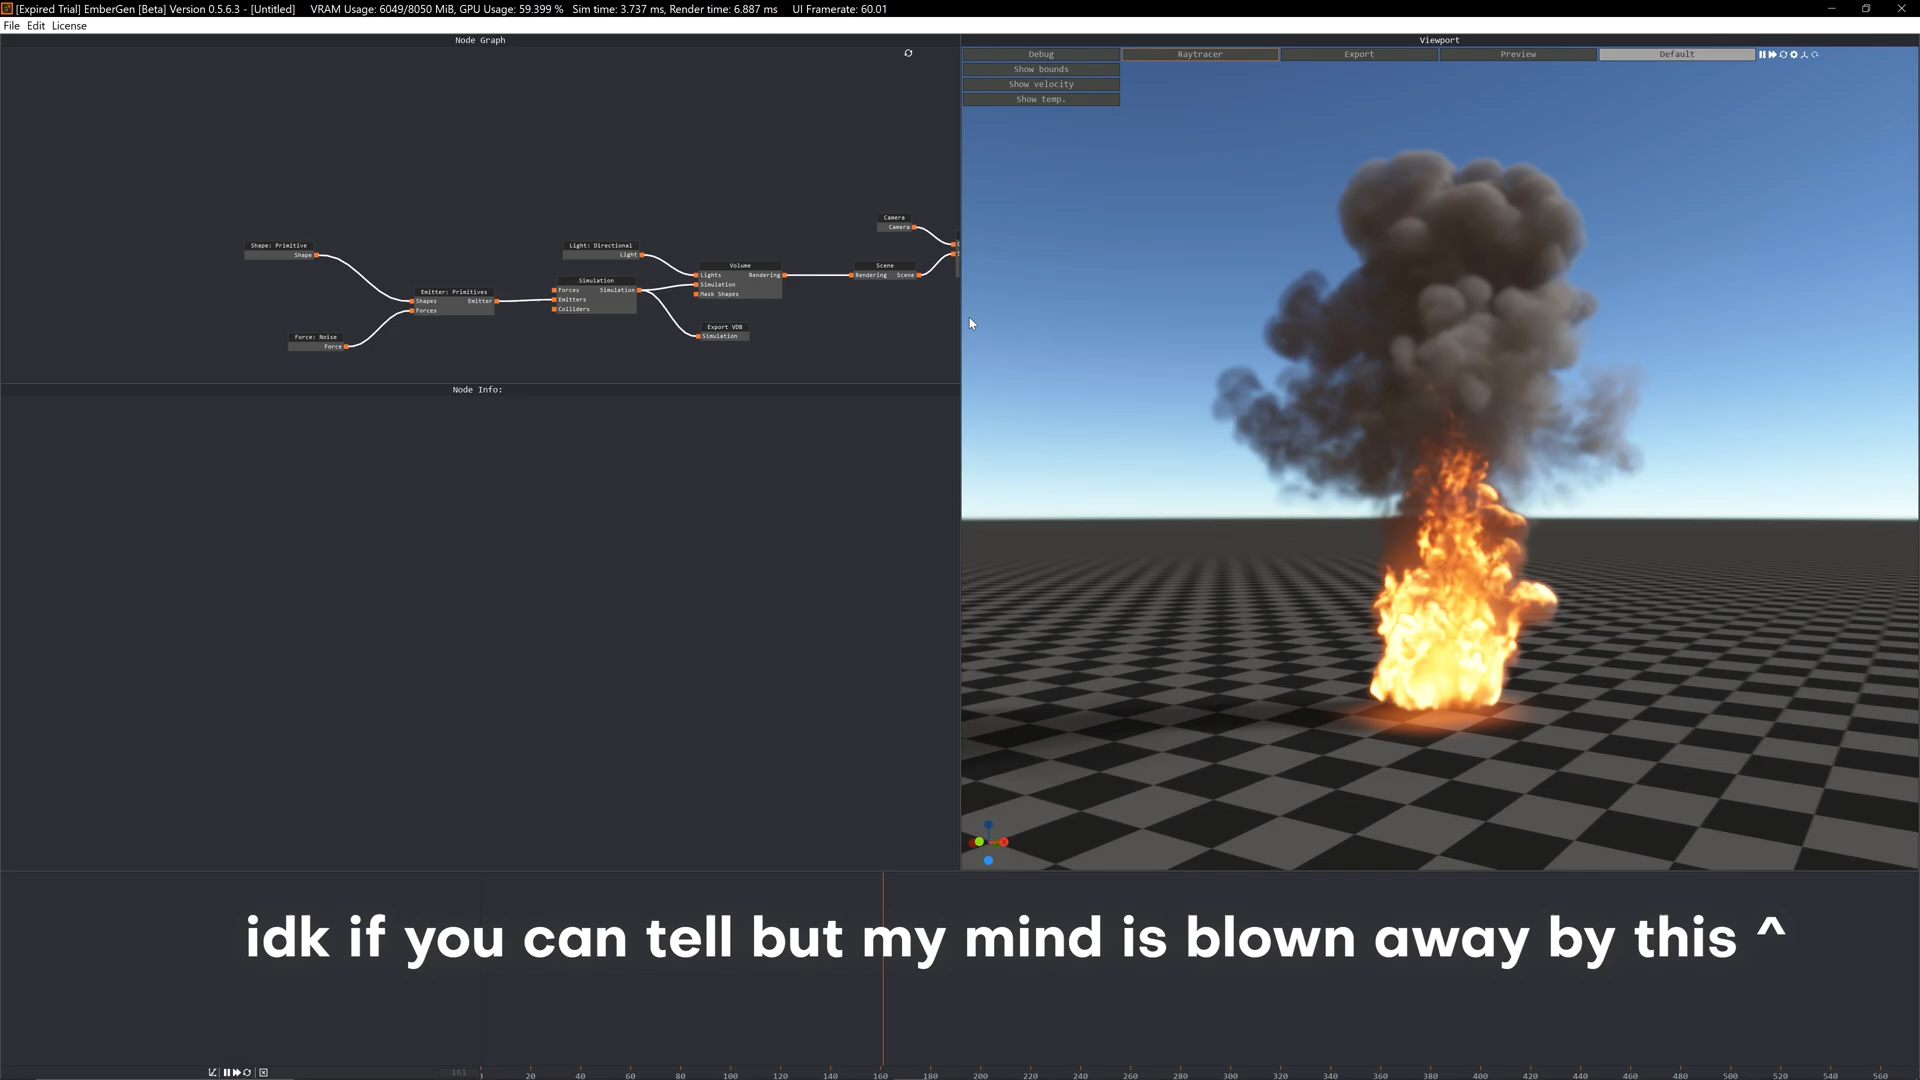 [Expired Trial] EmberGen [Beta] Version 0.5.6.3 - [Untitled] VRAM Usage: 6049/8050 MiB, GPU Usage: 59.399 % Sim time: 3.737 ms, Render time: 6.887 ms UI Framerate: 60.01
File Edit License
Node Graph
Viewport
Debug Raytracer Export Preview Default
Show bounds
Show velocity
Show temp.
Camera
Camera
Shape: Primitive
Shape
Light: Directional
Light
Volume
Lights Rendering
Simulation
Mask Shapes
Scene
Rendering Scene
Simulation
Forces Simulation
Emitters
Colliders
Emitter: Primitives
Shapes Emitter
Forces
Export VDB
Simulation
Force: Noise
Force
Node Info:
idk if you can tell but my mind is blown away by this ^
161 20 40 60 80 100 120 140 160 180 200 220 240 260 280 300 320 340 360 380 400 420 440 460 480 500 520 540 560